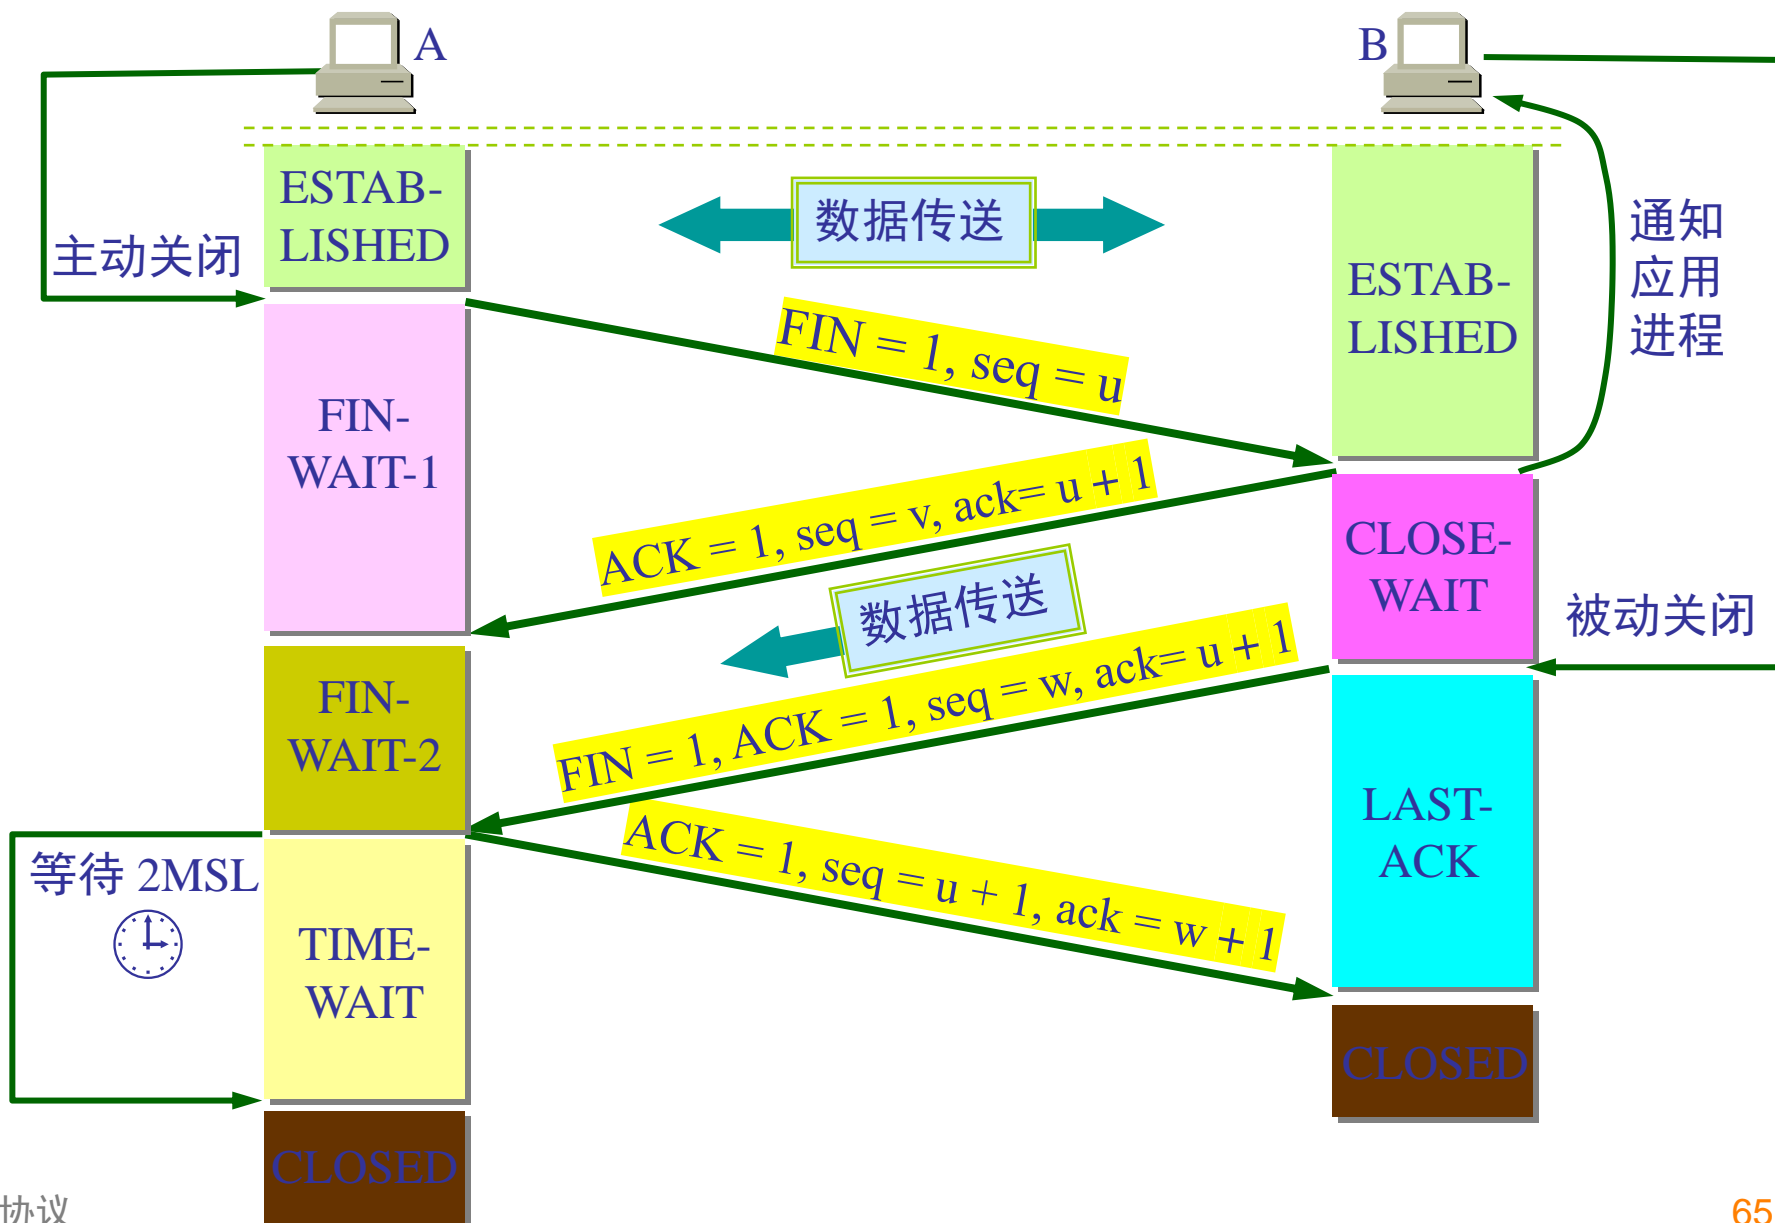 A
B
ESTAB-
LISHED
数据传送
主动关闭
ESTAB-
LISHED
通知
应用
进程
FIN = 1, seq = u
FIN-
WAIT-1
ACK = 1, seq = v, ack= u + 1
CLOSE-
WAIT
数据传送
被动关闭
FIN-
WAIT-2
FIN = 1, ACK = 1, seq = w, ack= u + 1
LAST-
ACK
ACK = 1, seq = u + 1, ack = w + 1
等待 2MSL
TIME-
WAIT
CLOSED
CLOSED
协议
65